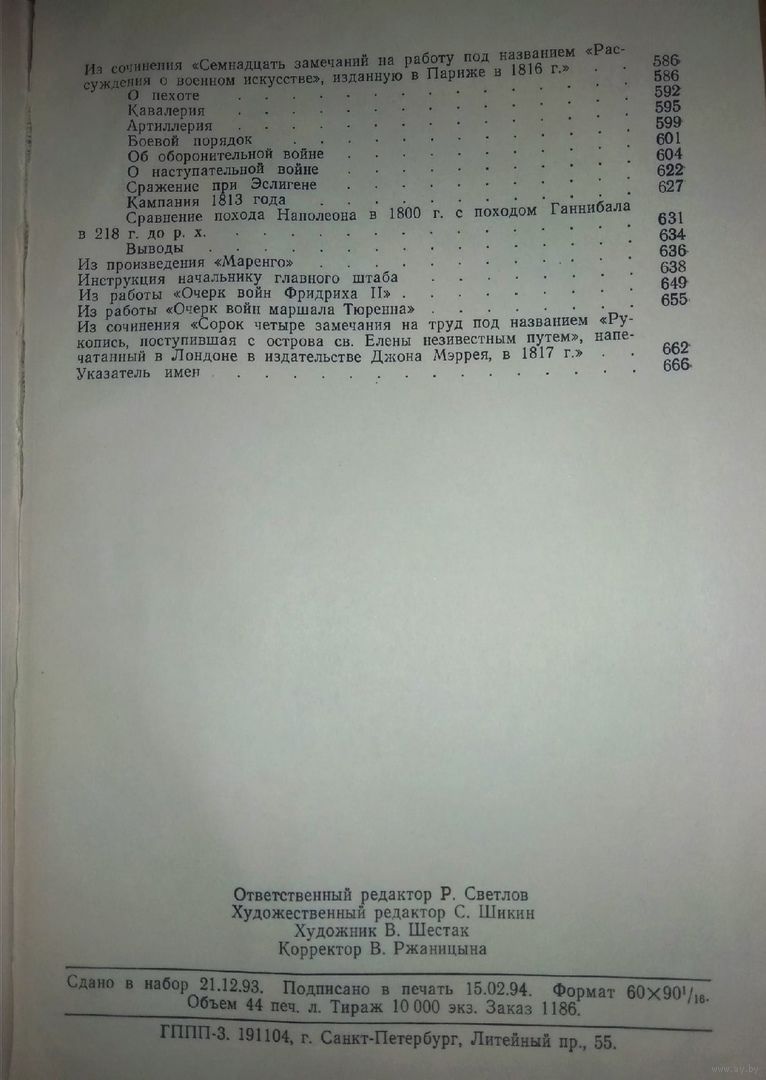 Из сочинения «Семнадцать замечаний на работу под названием «Рас-
суждения о военном искусстве», изданную в Париже в 1816 г.» . . 586
О пехоте . . . . . . . . . . . 586
Кавалерия . . . . . . . . . . . 592
Артиллерия . . . . . . . . . . . 595
Боевой порядок . . . . . . . . . . 599
Об оборонительной войне . . . . . . . . 601
О наступательной войне . . . . . . . . 604
Сражение при Эслигене . . . . . . . . 622
Кампания 1813 года . . . . . . . . . 627
Сравнение похода Наполеона в 1800 г. с походом Ганнибала
в 218 г. до р. х. . . . . . . . . . . . 631
Выводы . . . . . . . . . . . . 634
Из произведения «Маренго» . . . . . . . . . 636
Инструкция начальнику главного штаба . . . . . . 638
Из работы «Очерк войн Фридриха II» . . . . . . . 649
Из работы «Очерк войн маршала Тюренна» . . . . . . 655
Из сочинения «Сорок четыре замечания на труд под названием «Ру-
копись, поступившая с острова св. Елены незивестным путем», напе-
чатанный в Лондоне в издательстве Джона Мэррея, в 1817 г.» . . 662
Указатель имен . . . . . . . . . . . . 666
Ответственный редактор Р. Светлов
Художественный редактор С. Шикин
Художник В. Шестак
Корректор В. Ржаницына
Сдано в набор 21.12.93. Подписано в печать 15.02.94. Формат 60×90¹/₁₆.
Объем 44 печ. л. Тираж 10 000 экз. Заказ 1186.
ГППП-3. 191104, г. Санкт-Петербург, Литейный пр., 55.
www.ay.by